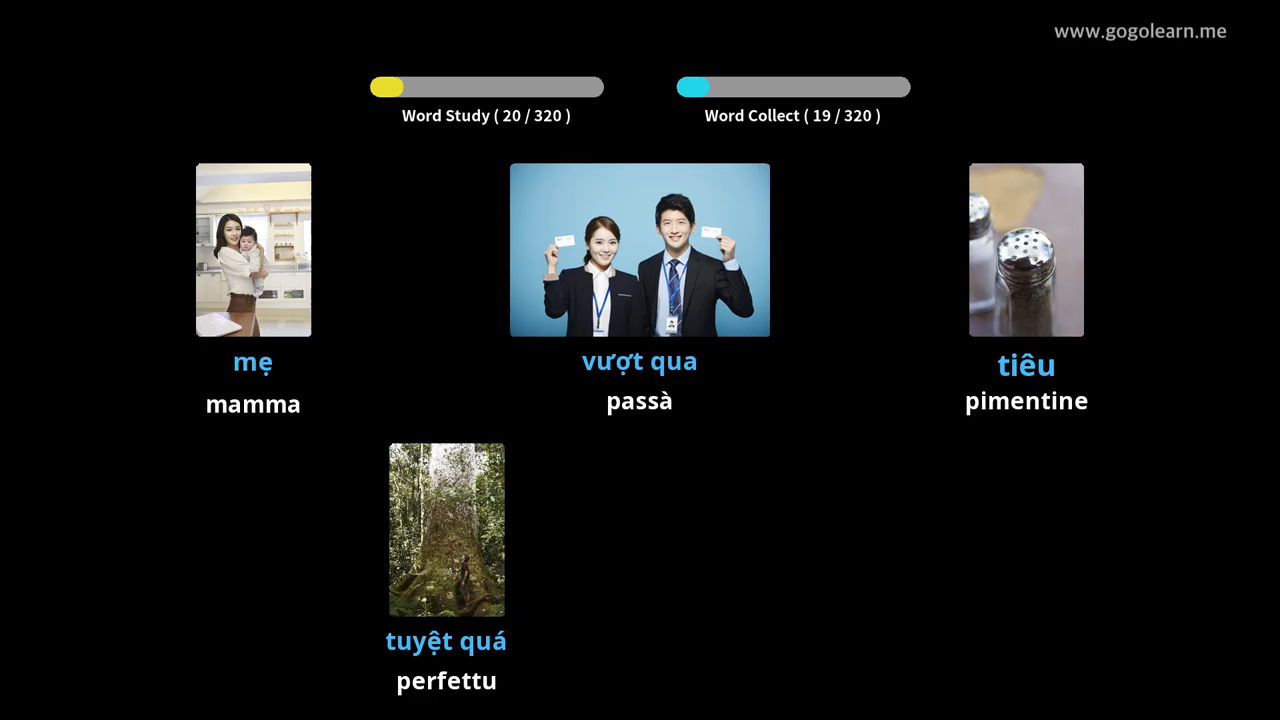 www.gogolearn.me
Word Study ( 20 / 320 )
Word Collect ( 19 / 320 )
mẹ
mamma
vượt qua
passà
tiêu
pimentine
tuyệt quá
perfettu